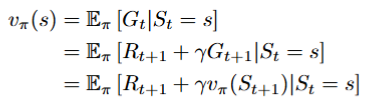 vπ(s) = 𝔼π [Gt|St = s]
= 𝔼π [Rt+1 + γGt+1|St = s]
= 𝔼π [Rt+1 + γvπ(St+1)|St = s]